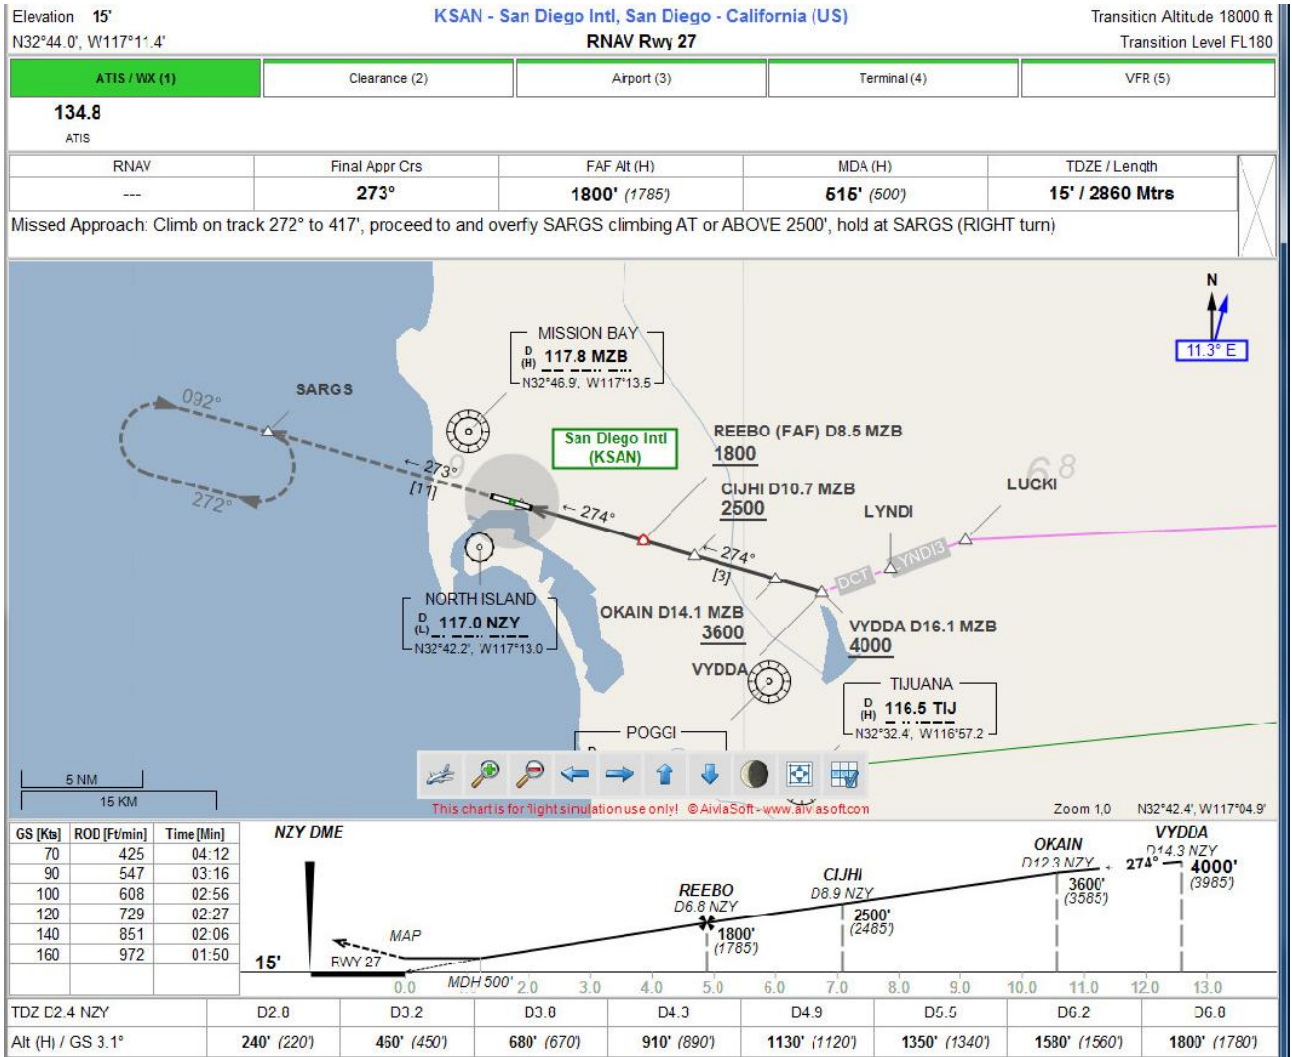 Elevation 15' KSAN - San Diego Intl, San Diego - California (US) Transition Altitude 18000 ft
N32°44.0', W117°11.4' RNAV Rwy 27 Transition Level FL180
ATIS / WX (1) Clearance (2) Airport (3) Terminal (4) VFR (5)
134.8
ATIS
RNAV Final Appr Crs FAF Alt (H) MDA (H) TDZE / Length
--- 273° 1800' (1785') 515' (500') 15' / 2860 Mtrs
Missed Approach: Climb on track 272° to 417', proceed to and overfly SARGS climbing AT or ABOVE 2500', hold at SARGS (RIGHT turn)
N
11.3° E
MISSION BAY
D (H) 117.8 MZB
N32°46.9', W117°13.5
092°
SARGS
272°
← 273°
[11]
San Diego Intl
(KSAN)
REEBO (FAF) D8.5 MZB
1800
CIJHI D10.7 MZB
2500
68
LUCKI
LYNDI
← 274°
← 274°
[3]
DCT
LYNDI3
NORTH ISLAND
D (L) 117.0 NZY
N32°42.2', W117°13.0
OKAIN D14.1 MZB
3600
VYDDA D16.1 MZB
4000
VYDDA
TIJUANA
D (H) 116.5 TIJ
N32°32.4', W116°57.2
POGGI
5 NM
15 KM
This chart is for flight simulation use only! © AivlaSoft - www.aivlasoft.com
Zoom 1,0 N32°42.4', W117°04.9'
GS [Kts] ROD [Ft/min] Time [Min]
70 425 04:12
90 547 03:16
100 608 02:56
120 729 02:27
140 851 02:06
160 972 01:50
NZY DME
VYDDA
D14.3 NZY
4000'
(3985')
OKAIN
D12.3 NZY
← 274°
3600'
(3585')
CIJHI
D8.9 NZY
2500'
(2485')
REEBO
D6.8 NZY
1800'
(1785')
MAP
15' RWY 27
MDH 500'
0.0 2.0 3.0 4.0 5.0 6.0 7.0 8.0 9.0 10.0 11.0 12.0 13.0
TDZ D2.4 NZY D2.8 D3.2 D3.8 D4.3 D4.9 D5.5 D6.2 D6.8
Alt (H) / GS 3.1° 240' (220') 460' (450') 680' (670') 910' (890') 1130' (1120') 1350' (1340') 1580' (1560') 1800' (1780')